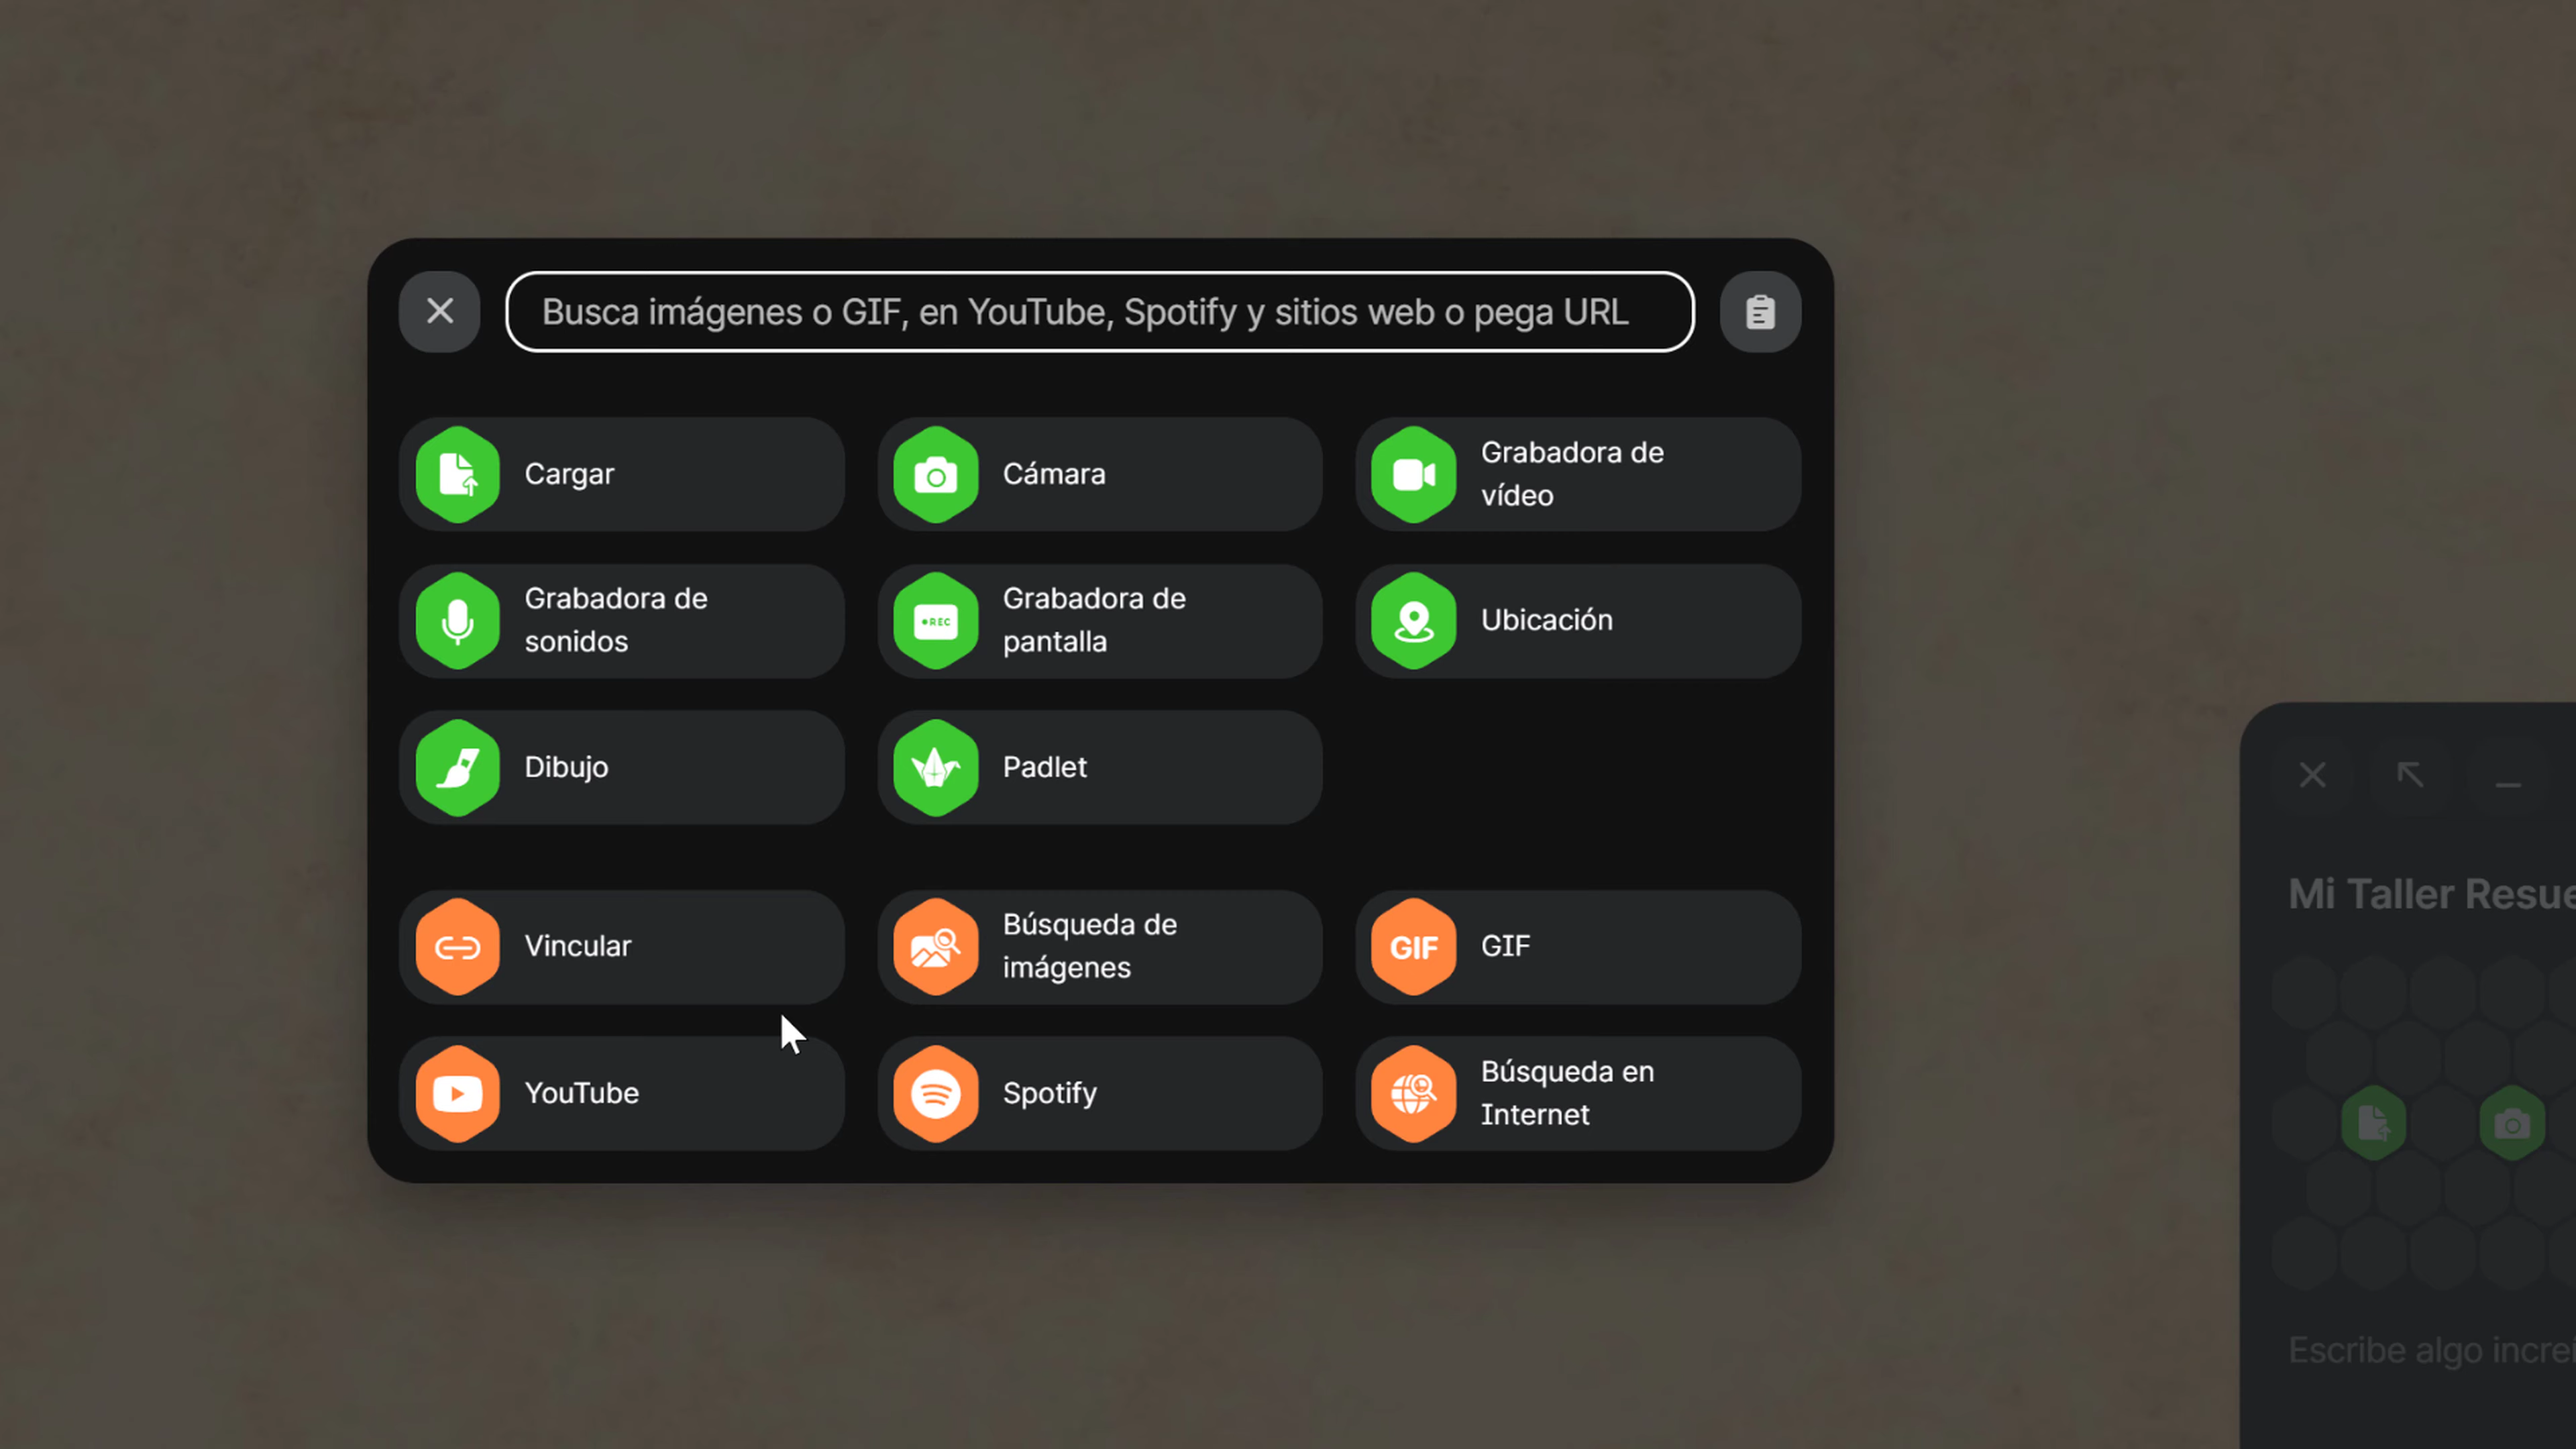 Busca imágenes o GIF, en YouTube, Spotify y sitios web o pega URL
Cargar
Cámara
Grabadora de
vídeo
Grabadora de
sonidos
REC
Grabadora de
pantalla
Ubicación
Dibujo
Padlet
Vincular
Búsqueda de
imágenes
GIF
GIF
YouTube
Spotify
Búsqueda en
Internet
Mi Taller Resue
Escribe algo increí